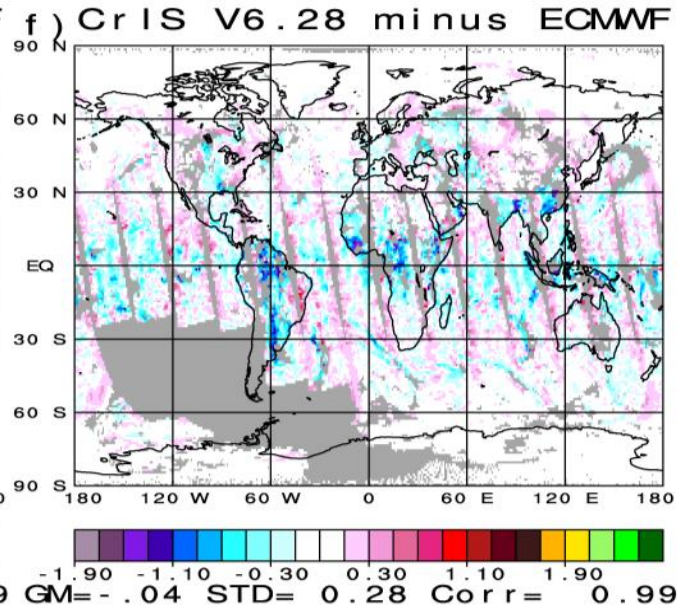 f) CrIS V6.28 minus ECMWF
90 N
60 N
30 N
EQ
30 S
60 S
90 S
180 120 W 60 W 0 60 E 120 E 180
-1.90 -1.10 -0.30 0.30 1.10 1.90
9 GM=-.04 STD= 0.28 Corr= 0.99